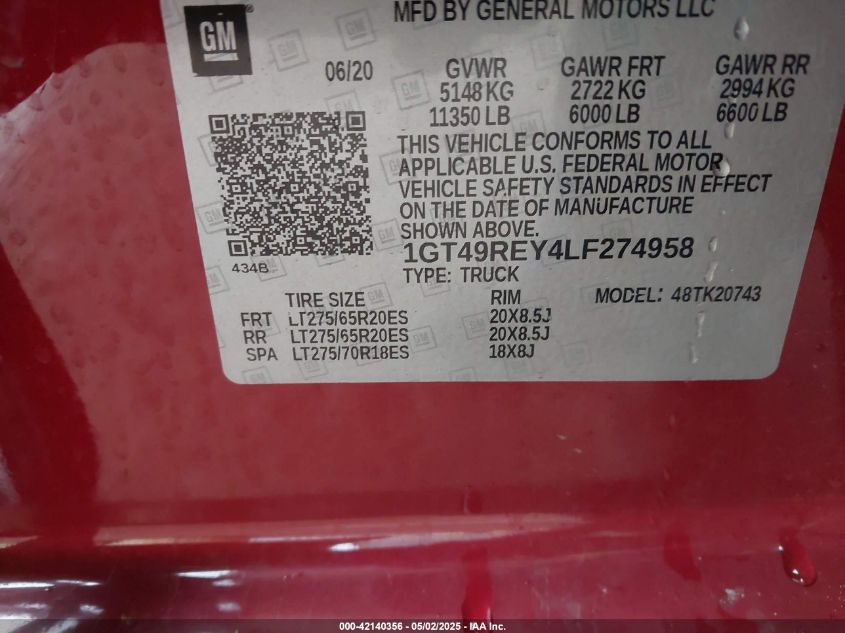 MFD BY GENERAL MOTORS LLC
GM
06/20 GVWR GAWR FRT GAWR RR
5148 KG 2722 KG 2994 KG
11350 LB 6000 LB 6600 LB
THIS VEHICLE CONFORMS TO ALL
APPLICABLE U.S. FEDERAL MOTOR
VEHICLE SAFETY STANDARDS IN EFFECT
ON THE DATE OF MANUFACTURE
SHOWN ABOVE.
1GT49REY4LF274958
434B
TYPE: TRUCK
TIRE SIZE RIM MODEL: 48TK20743
FRT LT275/65R20ES 20X8.5J
RR LT275/65R20ES 20X8.5J
SPA LT275/70R18ES 18X8J
000-42140356 - 05/02/2025 - IAA Inc.